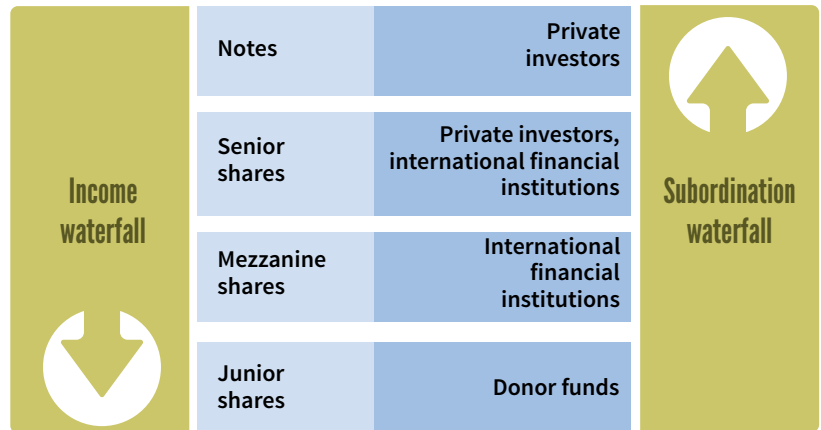 Income
waterfall
Notes
Private
investors
Senior
shares
Private investors,
international financial
institutions
Mezzanine
shares
International
financial
institutions
Junior
shares
Donor funds
Subordination
waterfall